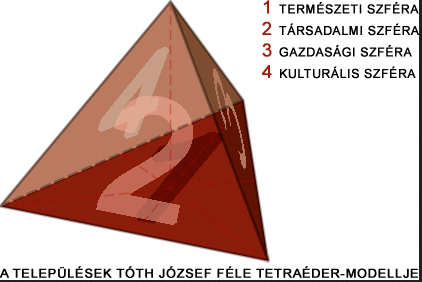 1 TERMÉSZETI SZFÉRA
2 TÁRSADALMI SZFÉRA
3 GAZDASÁGI SZFÉRA
4 KULTURÁLIS SZFÉRA
4
2
3
1
A TELEPÜLÉSEK TÓTH JÓZSEF FÉLE TETRAÉDER-MODELLJE